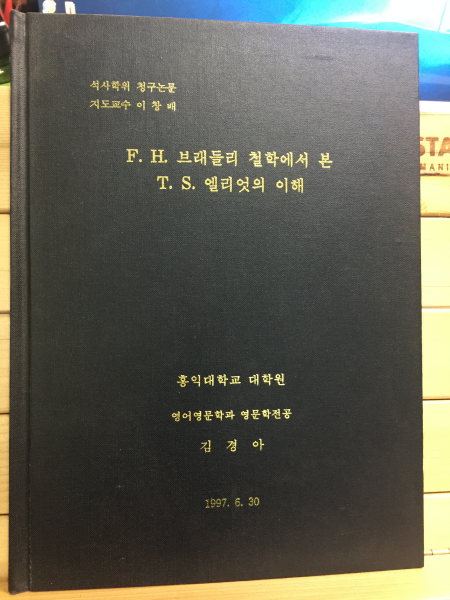 석사학위 청구논문
지도교수 이 창 배
F. H. 브래들리 철학에서 본
T. S. 엘리엇의 이해
홍익대학교 대학원
영어영문학과 영문학전공
김 경 아
1997. 6. 30
STA
MANI